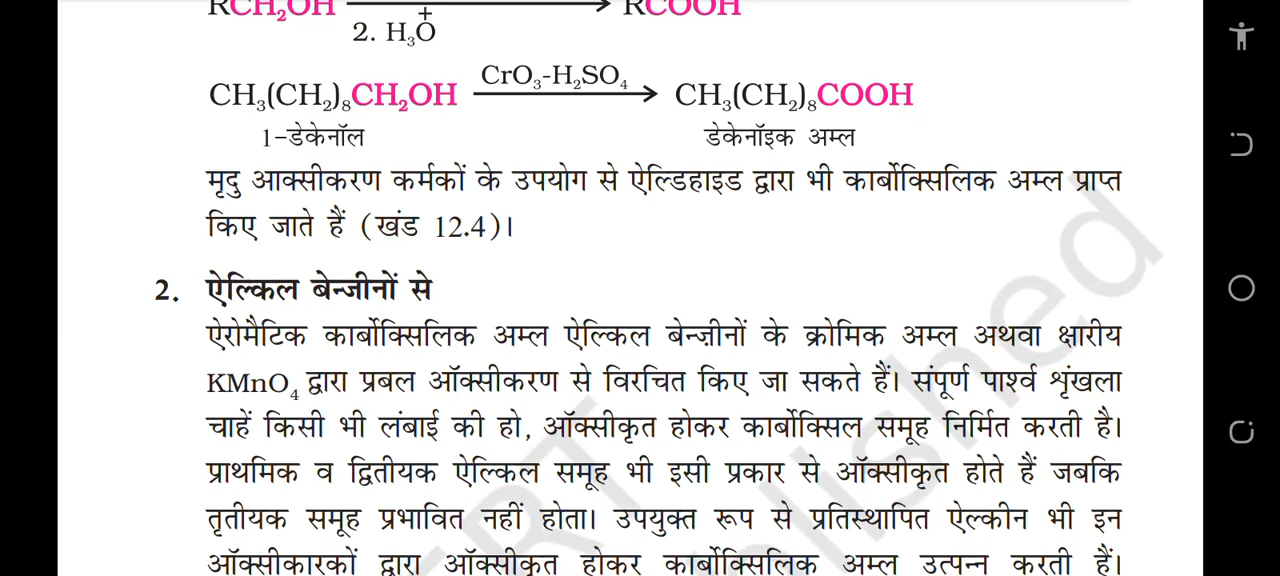 RCH₂OH RCOOH
2. H₃O⁺
CH₃(CH₂)₈CH₂OH CrO₃-H₂SO₄ CH₃(CH₂)₈COOH
1-डेकेनॉल डेकेनॉइक अम्ल
मृदु आक्सीकरण कर्मकों के उपयोग से ऐल्डिहाइड द्वारा भी कार्बोक्सिलिक अम्ल प्राप्त
किए जाते हैं (खंड 12.4)।
2. ऐल्किल बेन्जीनों से
ऐरोमैटिक कार्बोक्सिलिक अम्ल ऐल्किल बेन्ज़ीनों के क्रोमिक अम्ल अथवा क्षारीय
KMnO₄ द्वारा प्रबल ऑक्सीकरण से विरचित किए जा सकते हैं। संपूर्ण पार्श्व शृंखला
चाहें किसी भी लंबाई की हो, ऑक्सीकृत होकर कार्बोक्सिल समूह निर्मित करती है।
प्राथमिक व द्वितीयक ऐल्किल समूह भी इसी प्रकार से ऑक्सीकृत होते हैं जबकि
तृतीयक समूह प्रभावित नहीं होता। उपयुक्त रूप से प्रतिस्थापित ऐल्कीन भी इन
ऑक्सीकारकों द्वारा ऑक्सीकृत होकर कार्बोक्सिलिक अम्ल उत्पन्न करती हैं।